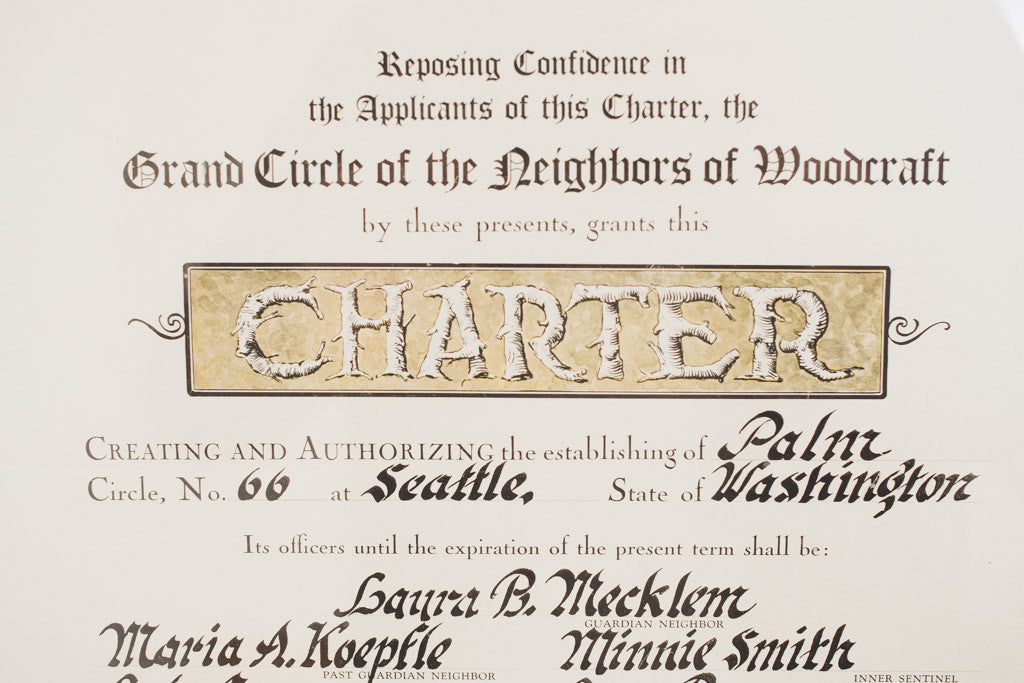 Reposing Confidence in
the Applicants of this Charter, the
Grand Circle of the Neighbors of Woodcraft
by these presents, grants this
CHARTER
CREATING AND AUTHORIZING the establishing of Palm
Circle, No. 66 at Seattle, State of Washington
Its officers until the expiration of the present term shall be:
Laura B. Mecklem
GUARDIAN NEIGHBOR
Maria A. Koepfle Minnie Smith
PAST GUARDIAN NEIGHBOR INNER SENTINEL